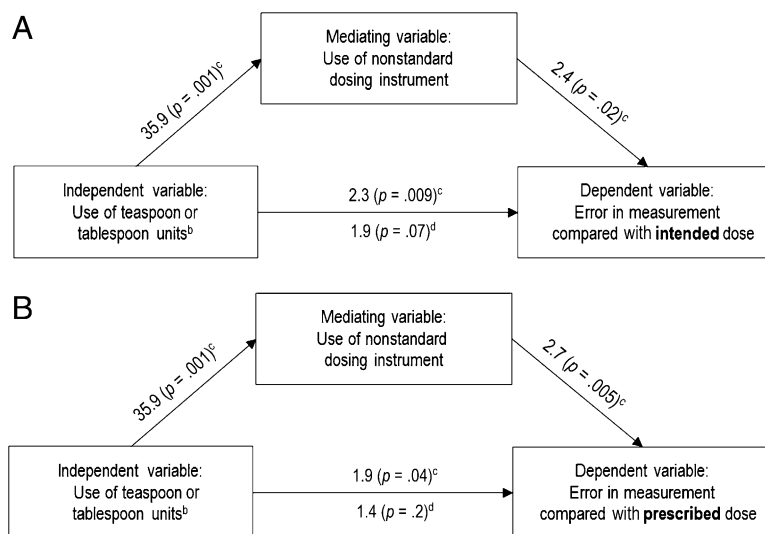 A
Mediating variable:
Use of nonstandard
dosing instrument
35.9 (p = .001)ᶜ
2.4 (p = .02)ᶜ
Independent variable:
Use of teaspoon or
tablespoon unitsᵇ
2.3 (p = .009)ᶜ
1.9 (p = .07)ᵈ
Dependent variable:
Error in measurement
compared with intended dose
B
Mediating variable:
Use of nonstandard
dosing instrument
35.9 (p = .001)ᶜ
2.7 (p = .005)ᶜ
Independent variable:
Use of teaspoon or
tablespoon unitsᵇ
1.9 (p = .04)ᶜ
1.4 (p = .2)ᵈ
Dependent variable:
Error in measurement
compared with prescribed dose